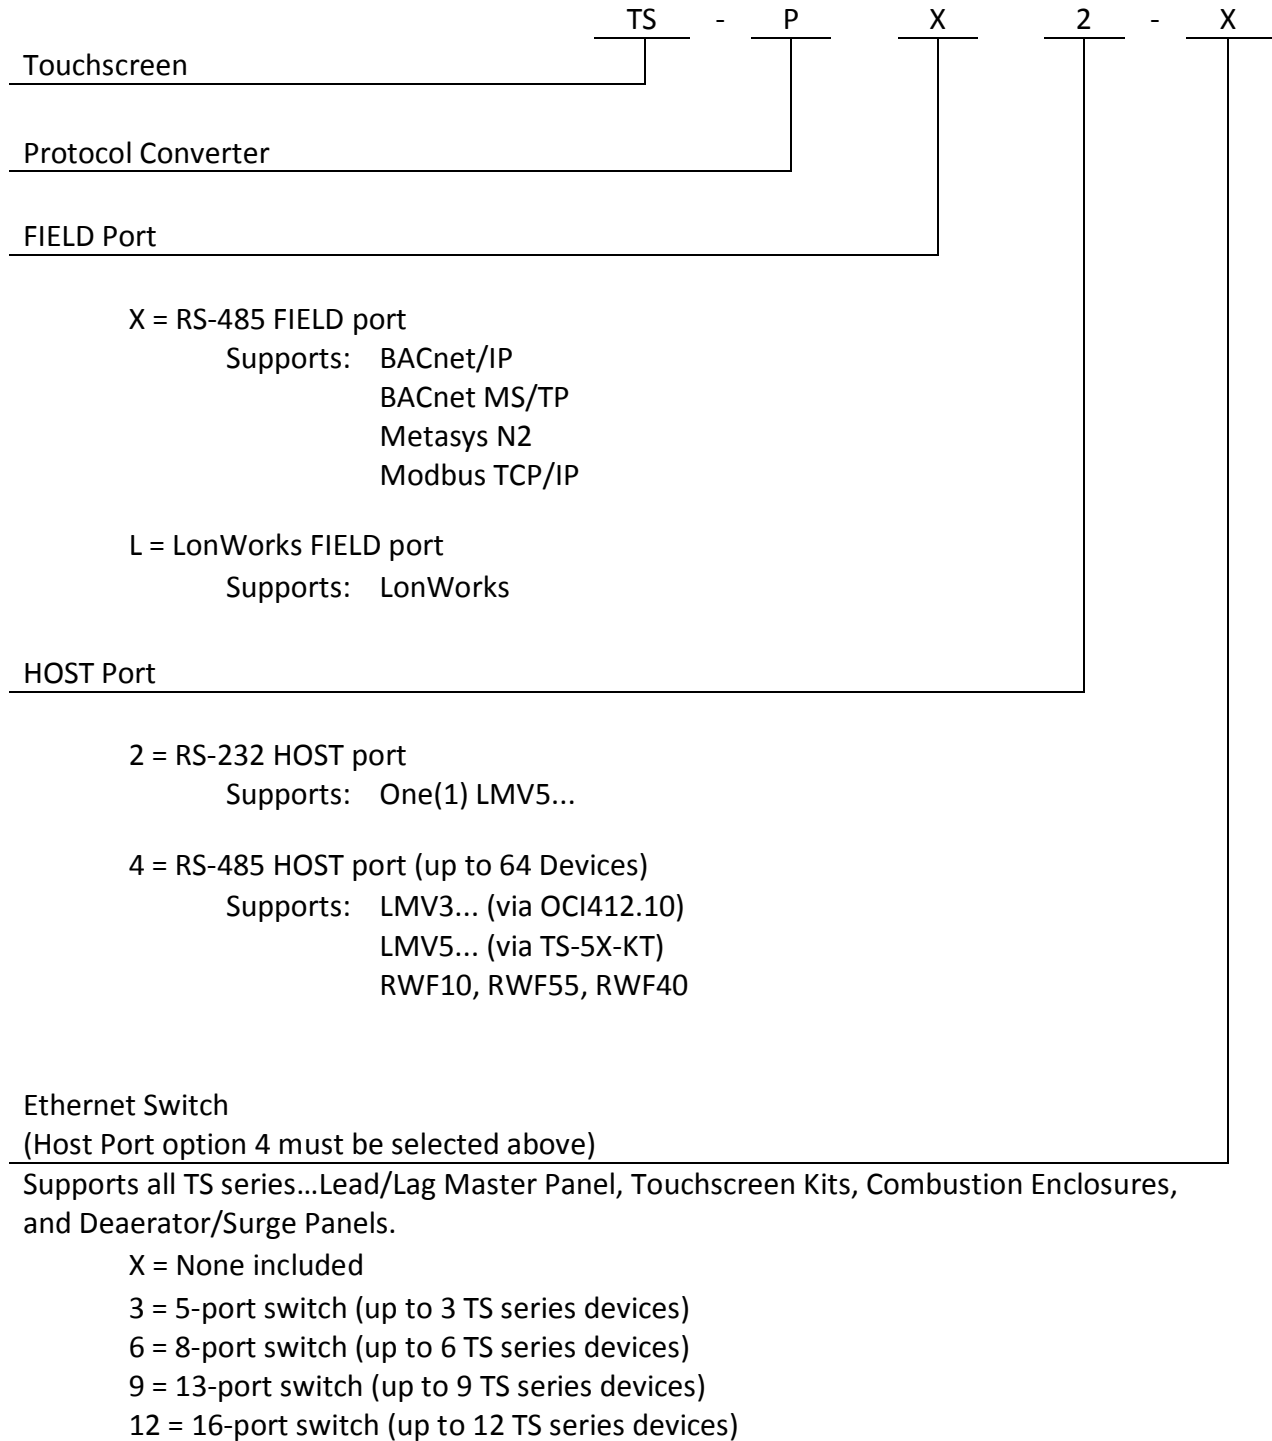 TS - P X 2 - X
Touchscreen
Protocol Converter
FIELD Port
X = RS-485 FIELD port
Supports: BACnet/IP
BACnet MS/TP
Metasys N2
Modbus TCP/IP
L = LonWorks FIELD port
Supports: LonWorks
HOST Port
2 = RS-232 HOST port
Supports: One(1) LMV5...
4 = RS-485 HOST port (up to 64 Devices)
Supports: LMV3... (via OCI412.10)
LMV5... (via TS-5X-KT)
RWF10, RWF55, RWF40
Ethernet Switch
(Host Port option 4 must be selected above)
Supports all TS series...Lead/Lag Master Panel, Touchscreen Kits, Combustion Enclosures,
and Deaerator/Surge Panels.
X = None included
3 = 5-port switch (up to 3 TS series devices)
6 = 8-port switch (up to 6 TS series devices)
9 = 13-port switch (up to 9 TS series devices)
12 = 16-port switch (up to 12 TS series devices)